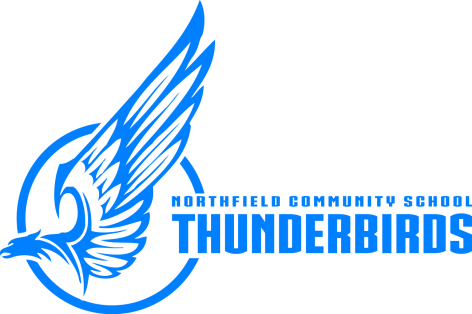 NORTHFIELD COMMUNITY SCHOOL
THUNDERBIRDS